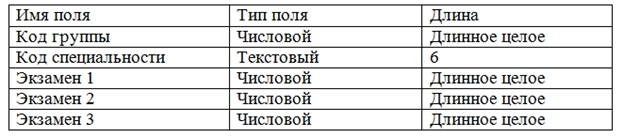 Имя поля Тип поля Длина
Код группы Числовой Длинное целое
Код специальности Текстовый 6
Экзамен 1 Числовой Длинное целое
Экзамен 2 Числовой Длинное целое
Экзамен 3 Числовой Длинное целое